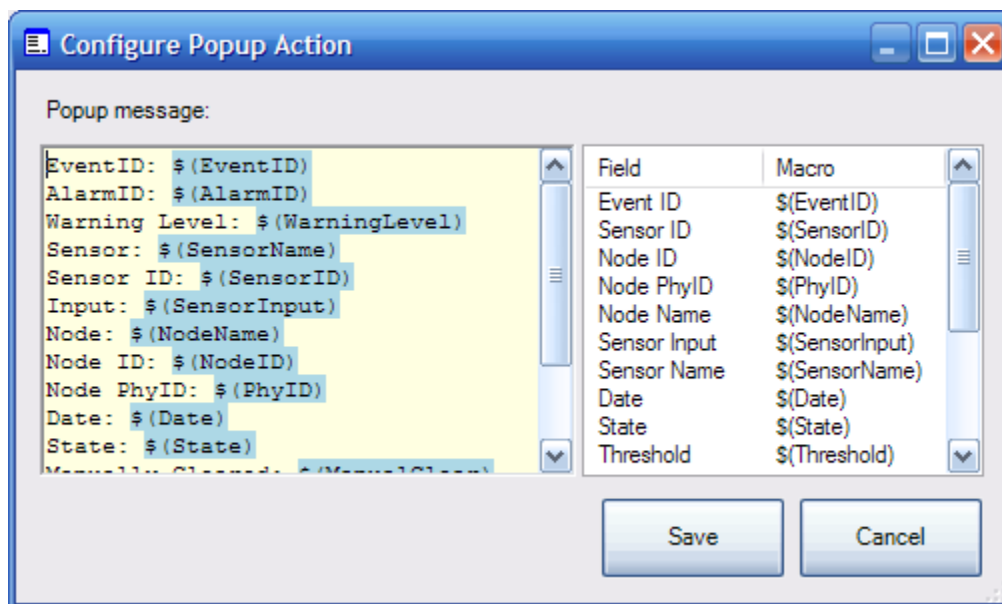 Configure Popup Action
Popup message:
EventID: $(EventID)
AlarmID: $(AlarmID)
Warning Level: $(WarningLevel)
Sensor: $(SensorName)
Sensor ID: $(SensorID)
Input: $(SensorInput)
Node: $(NodeName)
Node ID: $(NodeID)
Node PhyID: $(PhyID)
Date: $(Date)
State: $(State)
Manually Cleared: $(ManualClear)
Field Macro
Event ID $(EventID)
Sensor ID $(SensorID)
Node ID $(NodeID)
Node PhyID $(PhyID)
Node Name $(NodeName)
Sensor Input $(SensorInput)
Sensor Name $(SensorName)
Date $(Date)
State $(State)
Threshold $(Threshold)
Save Cancel